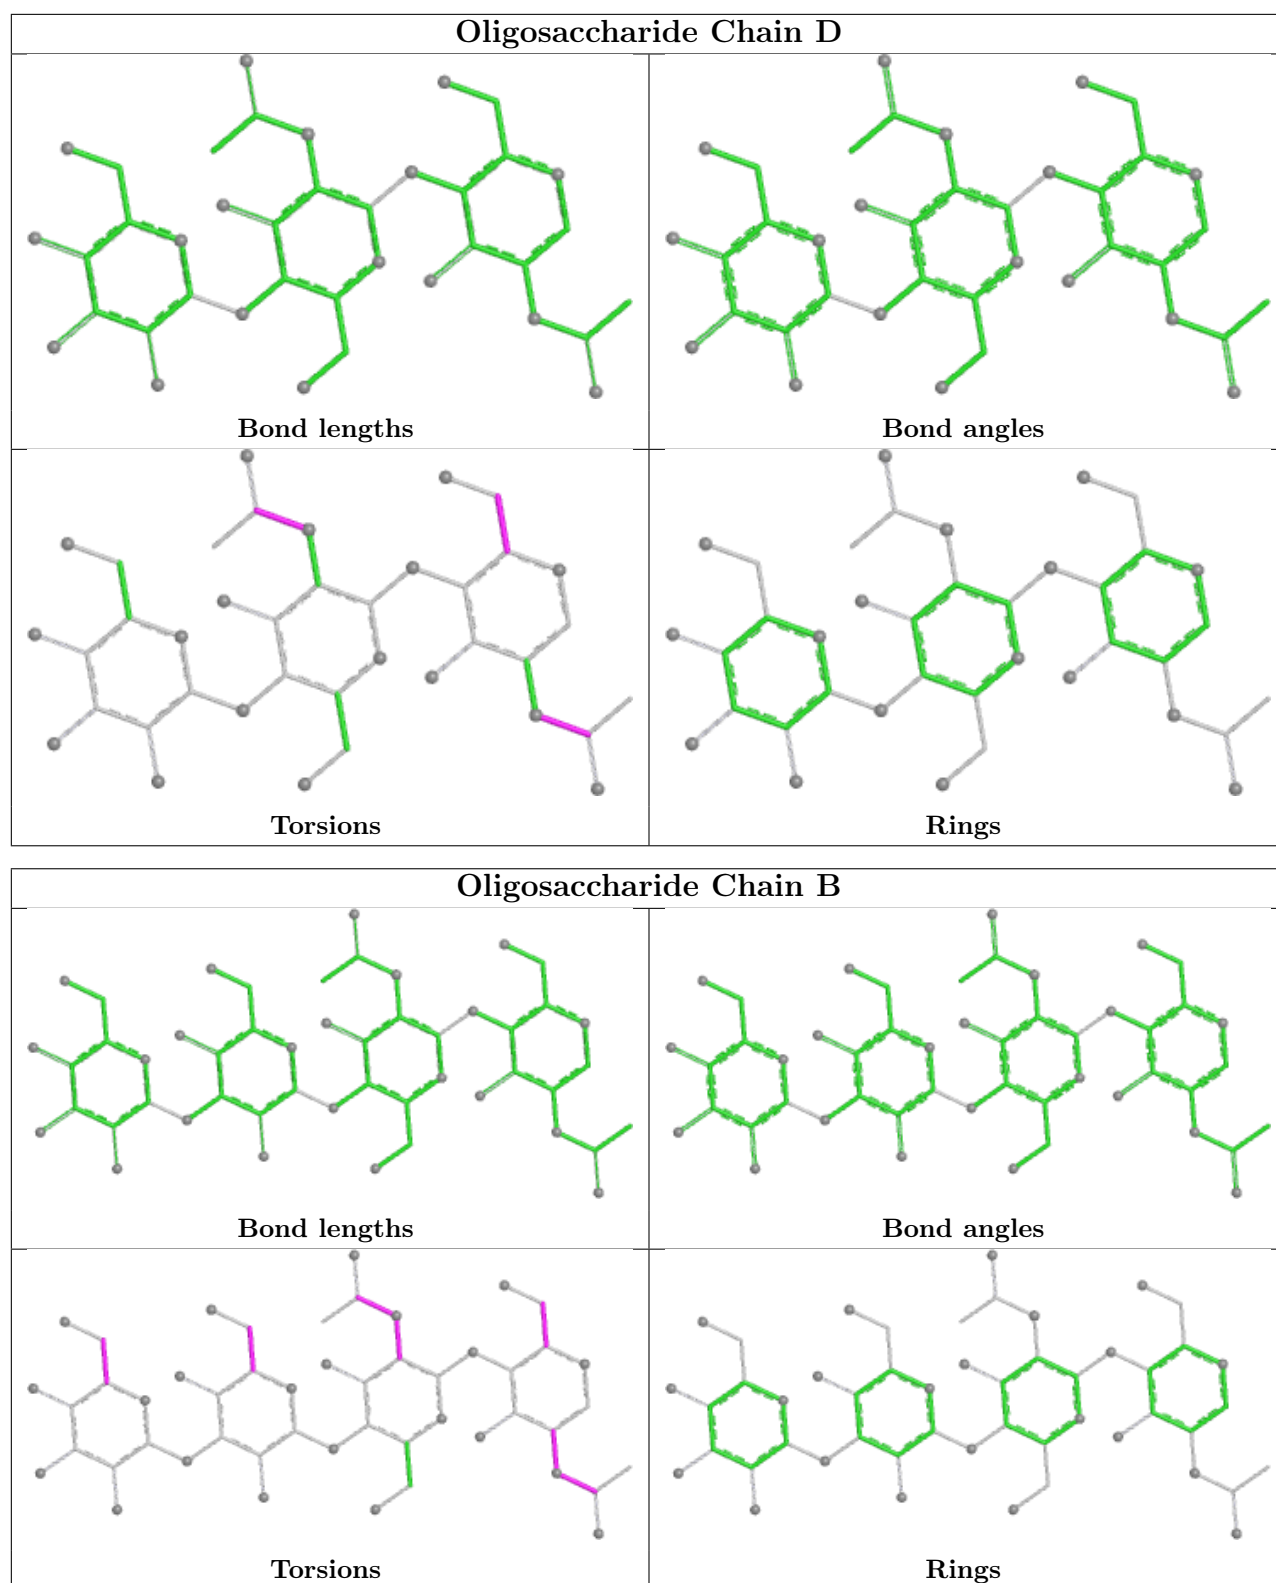 Oligosaccharide Chain D
Bond lengths
Bond angles
Torsions
Rings
Oligosaccharide Chain B
Bond lengths
Bond angles
Torsions
Rings